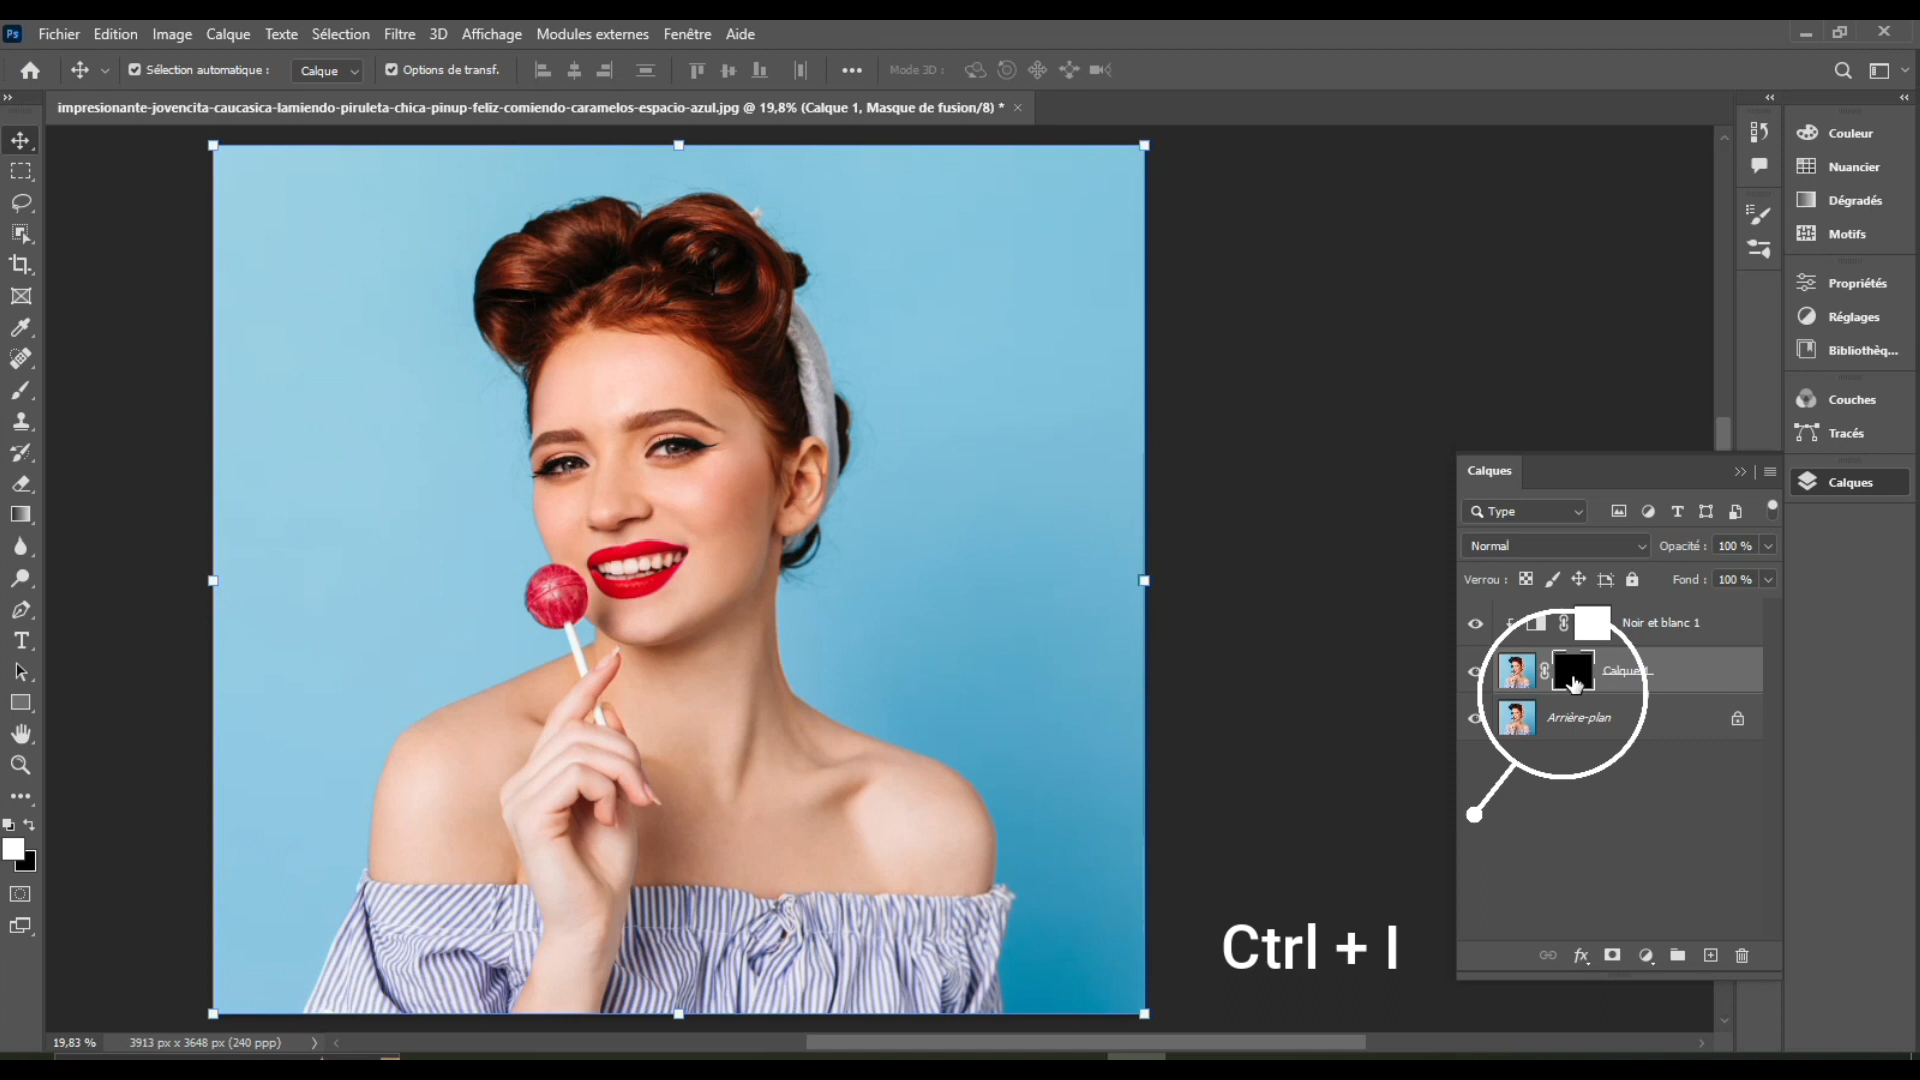 Ps Fichier Edition Image Calque Texte Sélection Filtre 3D Affichage Modules externes Fenêtre Aide
Sélection automatique : Calque Options de transf. Mode 3D :
impresionante-jovencita-caucasica-lamiendo-piruleta-chica-pinup-feliz-comiendo-caramelos-espacio-azul.jpg @ 19,8% (Calque 1, Masque de fusion/8) *
Couleur
Nuancier
Dégradés
Motifs
Propriétés
Réglages
Bibliothèq...
Couches
Tracés
Calques
Calques
Type
Normal Opacité : 100 %
Verrou : Fond : 100 %
Noir et blanc 1
Calque 1
Arrière-plan
Ctrl + I
19,83 % 3913 px x 3648 px (240 ppp)